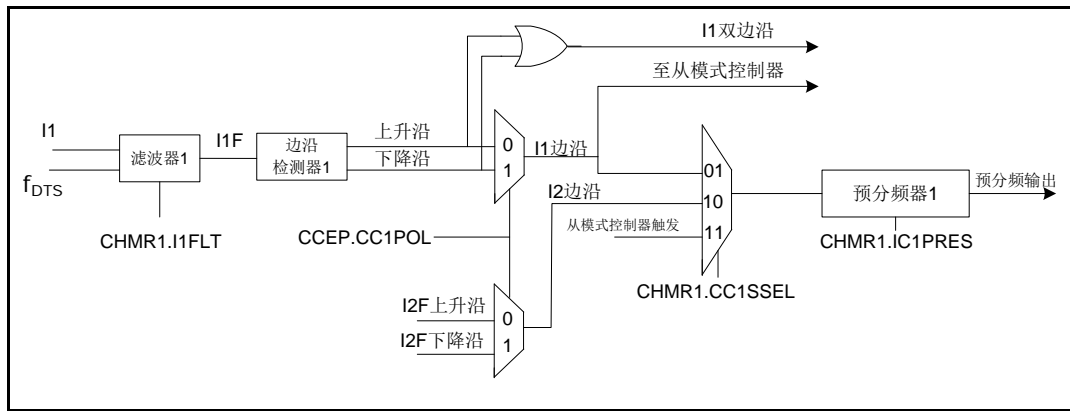 I1双边沿
至从模式控制器
I1
f_DTS
滤波器1
I1F
边沿
检测器1
上升沿
下降沿
0
1
I1边沿
I2边沿
从模式控制器触发
01
10
11
预分频器1
预分频输出
CHMR1.I1FLT
CCEP.CC1POL
CHMR1.IC1PRES
CHMR1.CC1SSEL
I2F上升沿
I2F下降沿
0
1